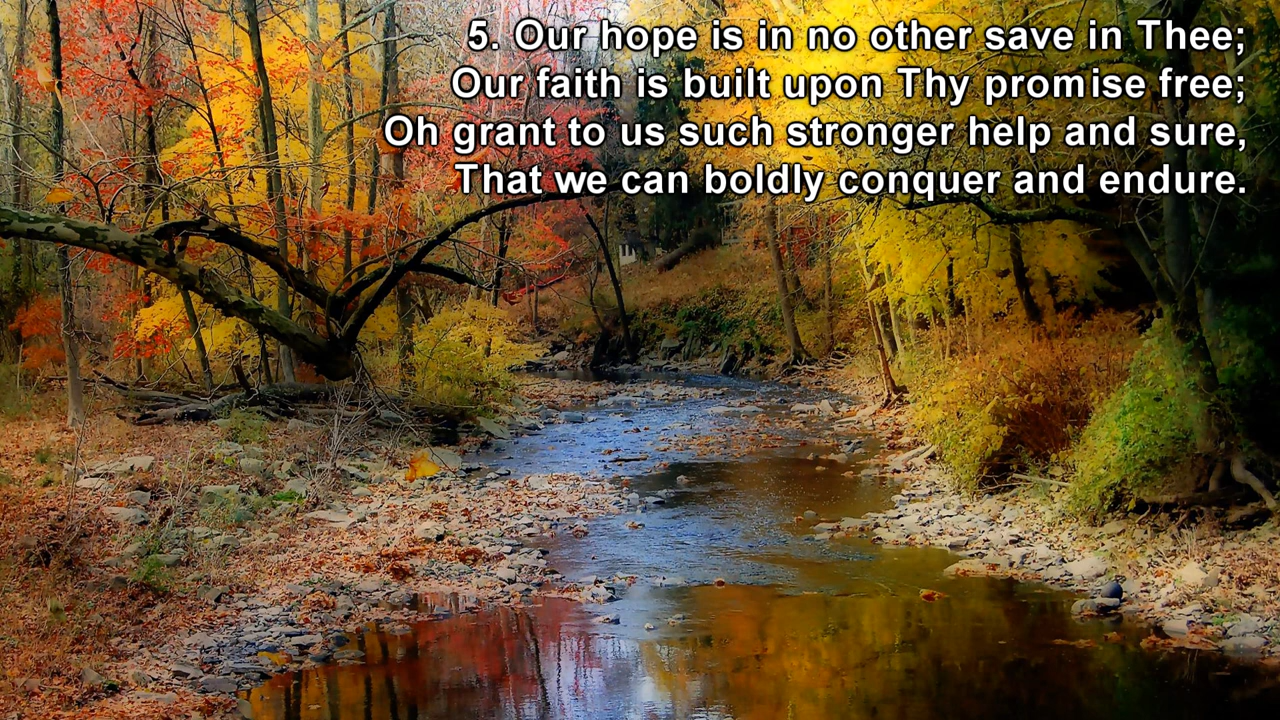 5. Our hope is in no other save in Thee;
Our faith is built upon Thy promise free;
Oh grant to us such stronger help and sure,
That we can boldly conquer and endure.